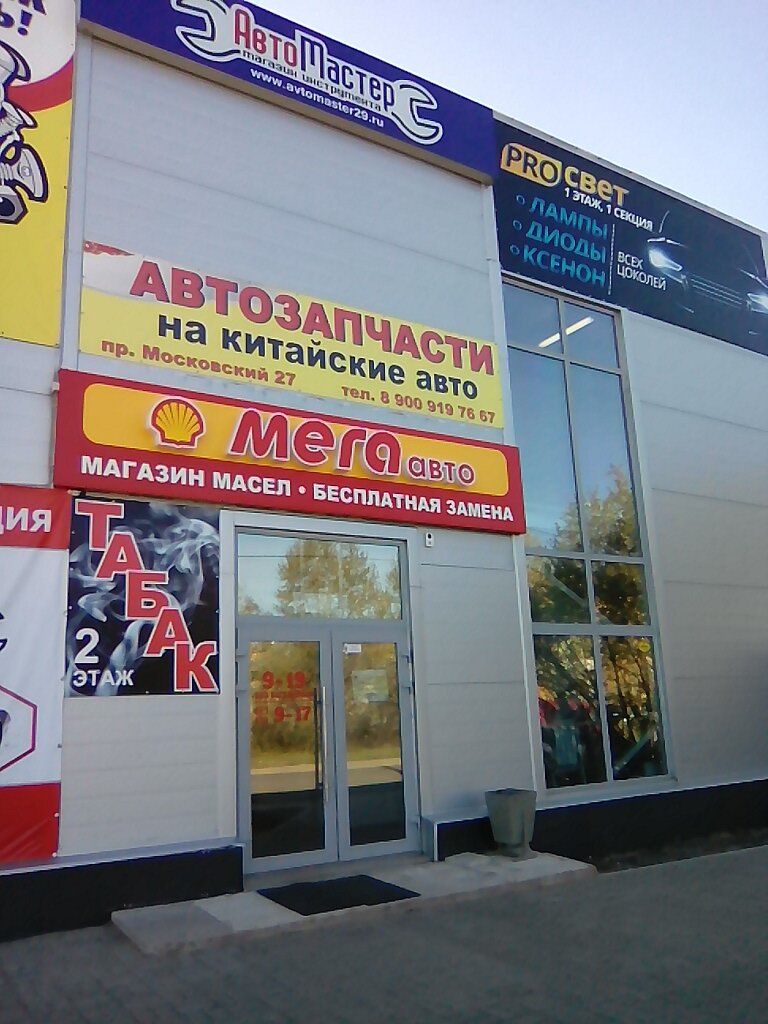 АвтоМастер
магазин инструмента
www.avtomaster29.ru
PRO свет
1 ЭТАЖ, 1 СЕКЦИЯ
ЛАМПЫ
ДИОДЫ
КСЕНОН
ВСЕХ
ЦОКОЛЕЙ
АВТОЗАПЧАСТИ
на китайские авто
пр. Московский 27 тел. 8 900 919 76 67
мега авто
МАГАЗИН МАСЕЛ • БЕСПЛАТНАЯ ЗАМЕНА
ТАБАК
2
ЭТАЖ
9-19
9-17